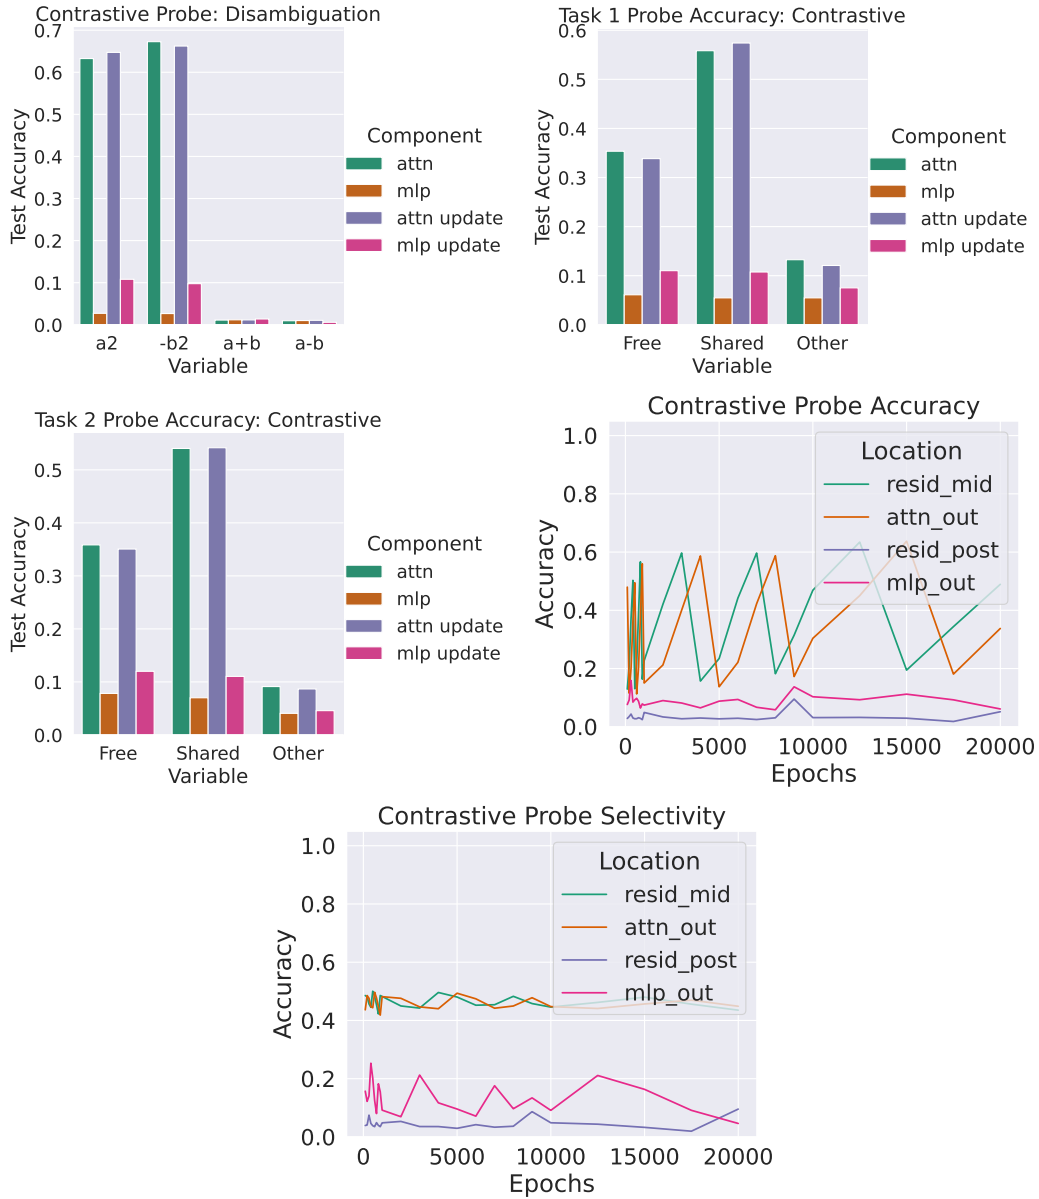 Contrastive Probe: Disambiguation
0.7
0.6
0.5
0.4
0.3
0.2
0.1
0.0
Test Accuracy
a2 -b2 a+b a-b
Variable
Component
attn
mlp
attn update
mlp update
Task 1 Probe Accuracy: Contrastive
0.6
0.5
0.4
0.3
0.2
0.1
0.0
Test Accuracy
Free Shared Other
Variable
Component
attn
mlp
attn update
mlp update
Task 2 Probe Accuracy: Contrastive
0.5
0.4
0.3
0.2
0.1
0.0
Test Accuracy
Free Shared Other
Variable
Component
attn
mlp
attn update
mlp update
Contrastive Probe Accuracy
1.0
0.8
0.6
0.4
0.2
0.0
Accuracy
0 5000 10000 15000 20000
Epochs
Location
resid_mid
attn_out
resid_post
mlp_out
Contrastive Probe Selectivity
1.0
0.8
0.6
0.4
0.2
0.0
Accuracy
0 5000 10000 15000 20000
Epochs
Location
resid_mid
attn_out
resid_post
mlp_out